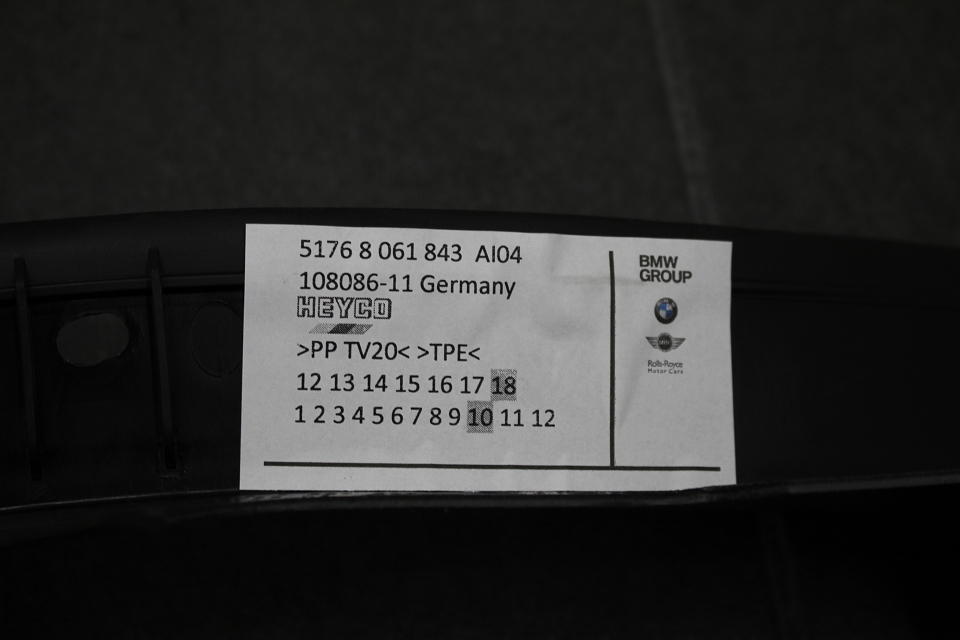 5176 8 061 843 AI04
108086-11 Germany
HEYCO
>PP TV20< >TPE<
12 13 14 15 16 17 18
1 2 3 4 5 6 7 8 9 10 11 12
BMW
GROUP
Rolls-Royce
Motor Cars